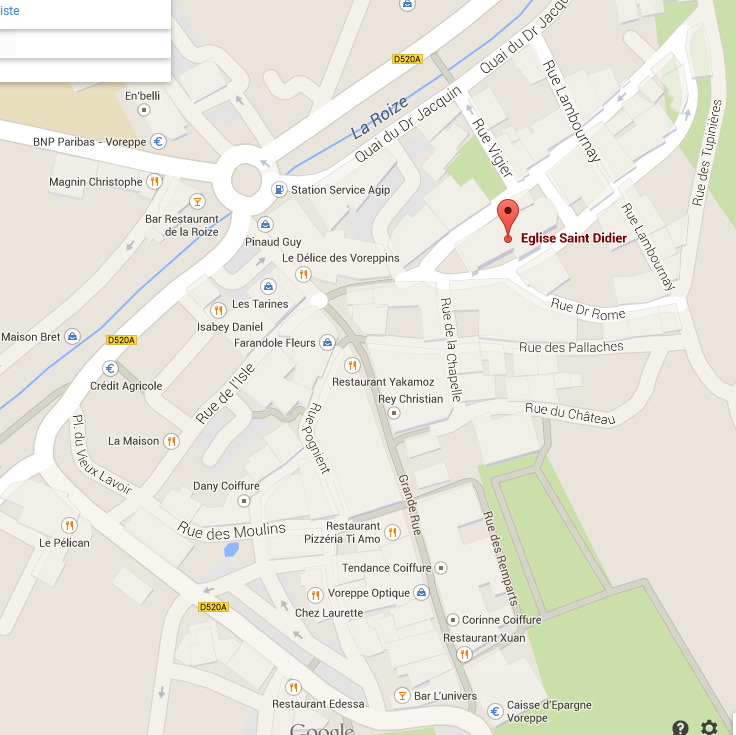 iste
D520A
Quai du Dr Jacquin
En'belli
La Roize
Quai du Dr Jacquin
Rue Lambournay
Rue des Tupinières
BNP Paribas - Voreppe
Rue Vigier
Magnin Christophe
Station Service Agip
Bar Restaurant
de la Roize
Rue Lambournay
Pinaud Guy
Eglise Saint Didier
Le Délice des Voreppins
Les Tarines
Rue Dr Rome
Isabey Daniel
Maison Bret
D520A
Farandole Fleurs
Rue de la Chapelle
Rue des Pallaches
Crédit Agricole
Restaurant Yakamoz
Rue de l'Isle
Rey Christian
Rue du Château
Rue Pognient
La Maison
Pl. du Vieux Lavoir
Dany Coiffure
Grande Rue
Rue des Moulins
Restaurant
Pizzéria Ti Amo
Rue des Remparts
Le Pélican
Tendance Coiffure
D520A
Voreppe Optique
Chez Laurette
Corinne Coiffure
Restaurant Xuan
Bar L'univers
Restaurant Edessa
Caisse d'Epargne
Voreppe
Google